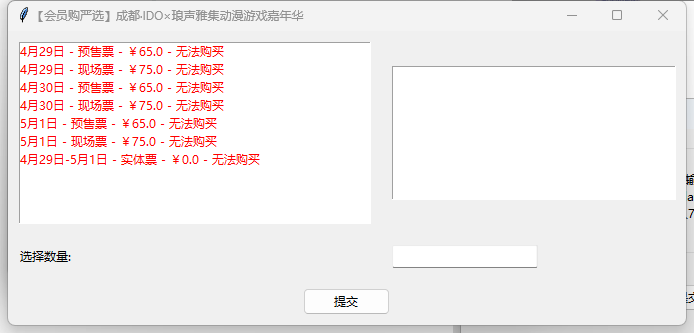 【会员购严选】成都·IDO×琅声雅集动漫游戏嘉年华
4月29日 - 预售票 - ￥65.0 - 无法购买
4月29日 - 现场票 - ￥75.0 - 无法购买
4月30日 - 预售票 - ￥65.0 - 无法购买
4月30日 - 现场票 - ￥75.0 - 无法购买
5月1日 - 预售票 - ￥65.0 - 无法购买
5月1日 - 现场票 - ￥75.0 - 无法购买
4月29日-5月1日 - 实体票 - ￥0.0 - 无法购买
选择数量:
提交